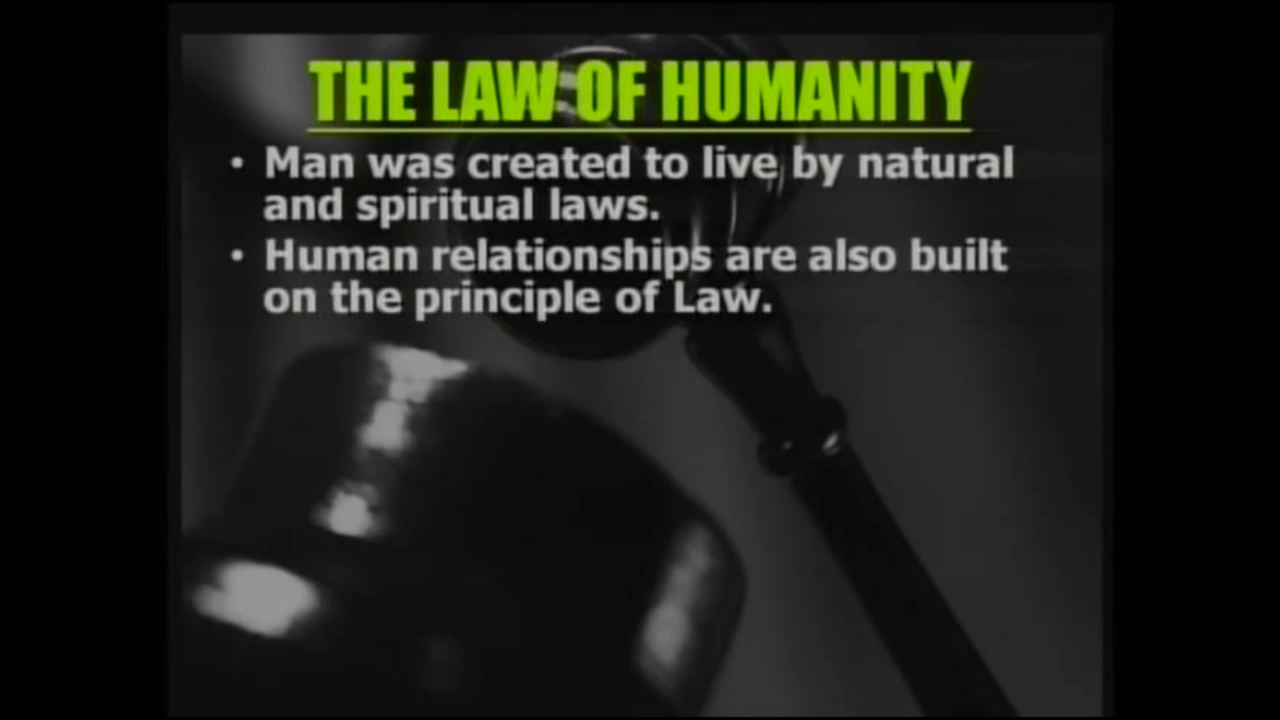 THE LAW OF HUMANITY
• Man was created to live by natural
and spiritual laws.
• Human relationships are also built
on the principle of Law.